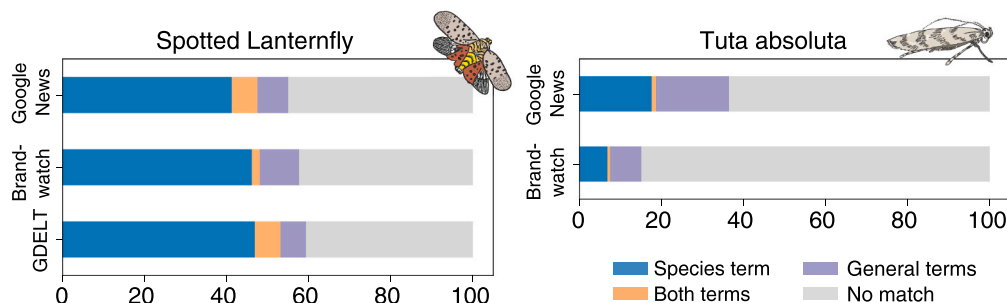 Spotted Lanternfly
Google
News
Brand-
watch
GDELT
0 20 40 60 80 100
Tuta absoluta
Google
News
Brand-
watch
0 20 40 60 80 100
Species term
General terms
Both terms
No match